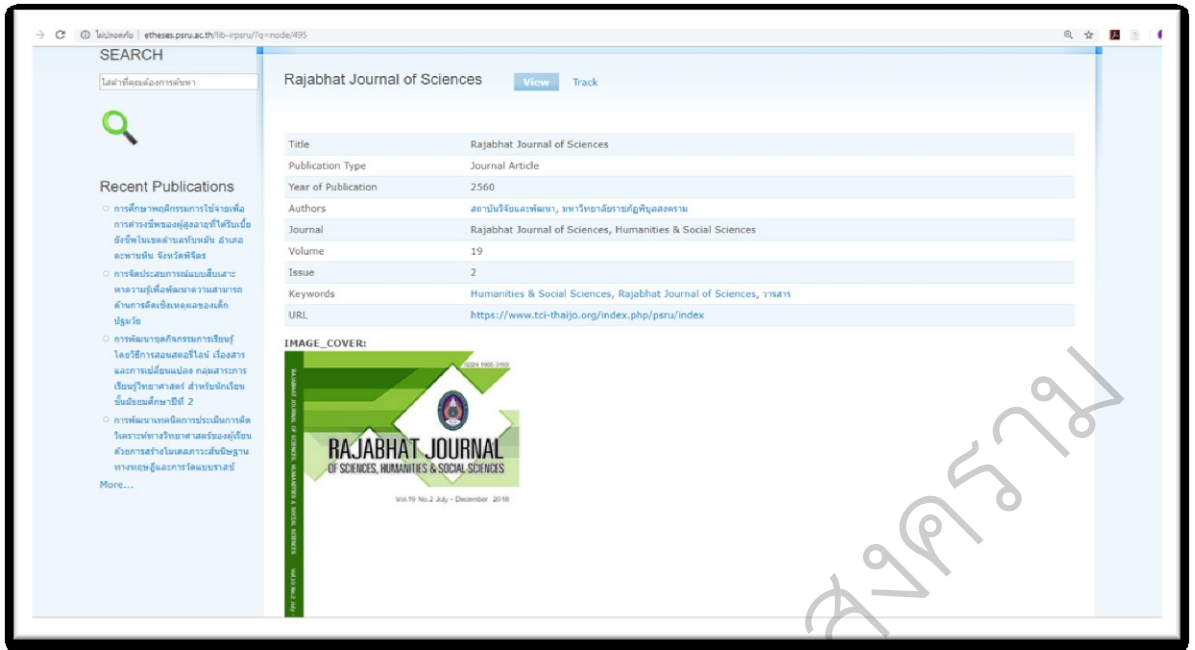 ไม่ปลอดภัย | etheses.psru.ac.th/lib-irpsru/?q=node/495
SEARCH
ใส่คำที่คุณต้องการค้นหา
Recent Publications
การศึกษาพฤติกรรมการใช้จ่ายเพื่อ
การดำรงชีพของผู้สูงอายุที่ได้รับเบี้ย
ยังชีพในเขตตำบลทับหมัน อำเภอ
ตะพานหิน จังหวัดพิจิตร
การจัดประสบการณ์แบบสืบเสาะ
หาความรู้เพื่อพัฒนาความสามารถ
ด้านการคิดเชิงเหตุผลของเด็ก
ปฐมวัย
การพัฒนาชุดกิจกรรมการเรียนรู้
โดยวิธีการสอนสตอรี่ไลน์ เรื่องสาร
และการเปลี่ยนแปลง กลุ่มสาระการ
เรียนรู้วิทยาศาสตร์ สำหรับนักเรียน
ชั้นมัธยมศึกษาปีที่ 2
การพัฒนาเทคนิคการประเมินการคิด
วิเคราะห์ทางวิทยาศาสตร์ของผู้เรียน
ด้วยการสร้างโมเดลภาวะสันนิษฐาน
ทางทฤษฎีและการวัดแบบราสช์
More...
Rajabhat Journal of Sciences View Track
Title Rajabhat Journal of Sciences
Publication Type Journal Article
Year of Publication 2560
Authors สถาบันวิจัยและพัฒนา, มหาวิทยาลัยราชภัฏพิบูลสงคราม
Journal Rajabhat Journal of Sciences, Humanities & Social Sciences
Volume 19
Issue 2
Keywords Humanities & Social Sciences, Rajabhat Journal of Sciences, วารสาร
URL https://www.tci-thaijo.org/index.php/psru/index
IMAGE_COVER:
RAJABHAT JOURNAL OF SCIENCES, HUMANITIES & SOCIAL SCIENCES Vol.19 No.2 July -
RAJABHAT JOURNAL
OF SCIENCES, HUMANITIES & SOCIAL SCIENCES
Vol.19 No.2 July - December 2018
สงคราม